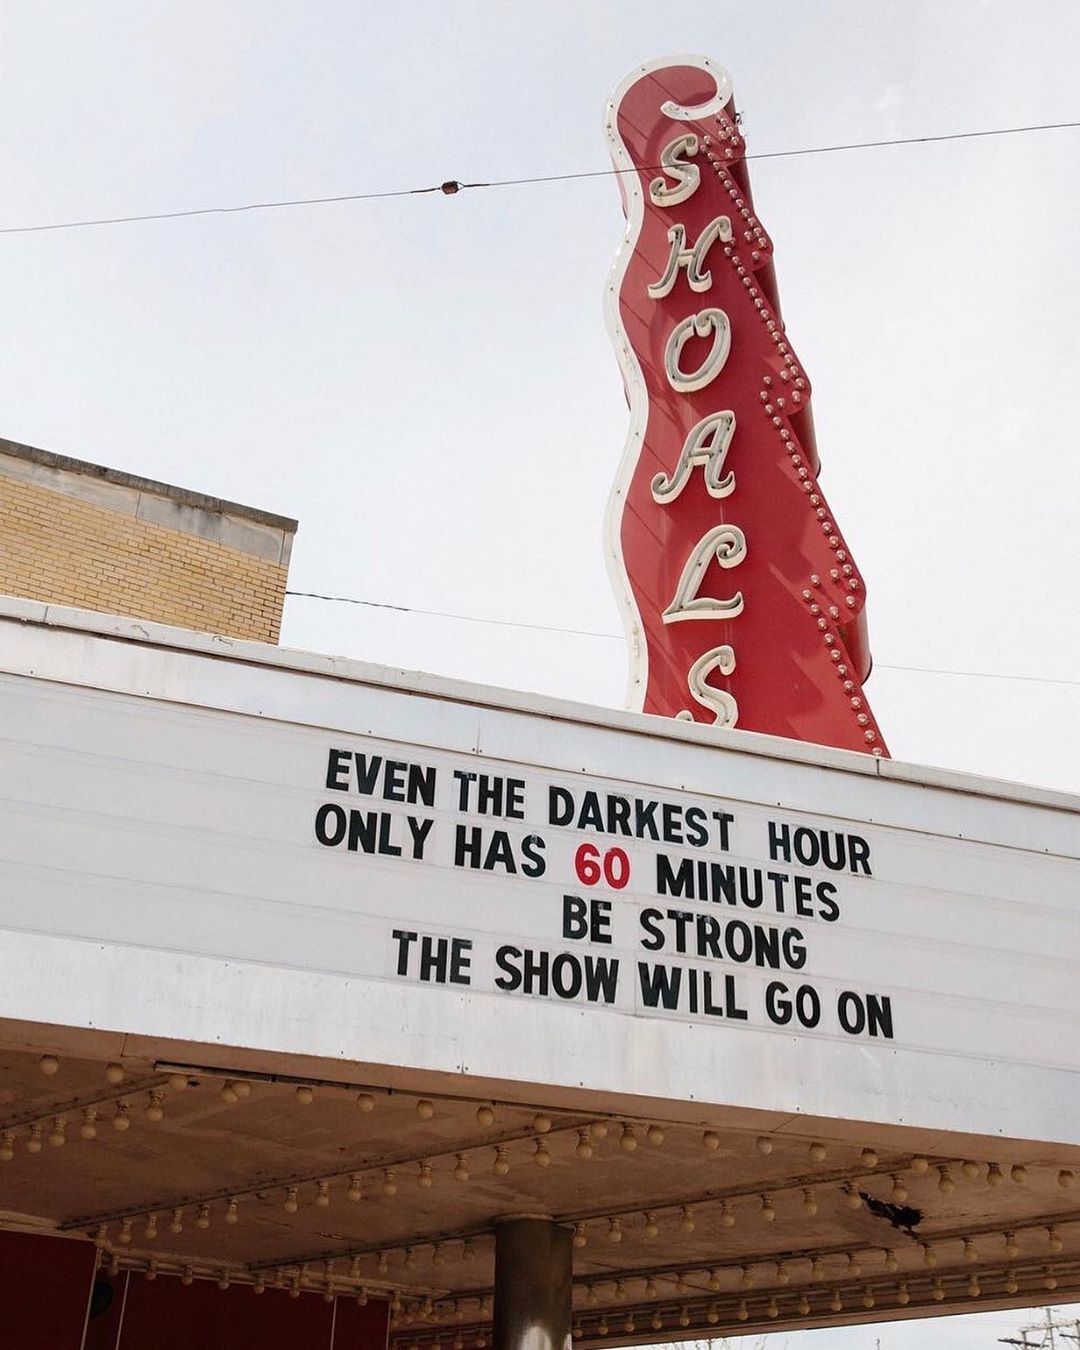 SHOALS
EVEN THE DARKEST HOUR
ONLY HAS 60 MINUTES
BE STRONG
THE SHOW WILL GO ON